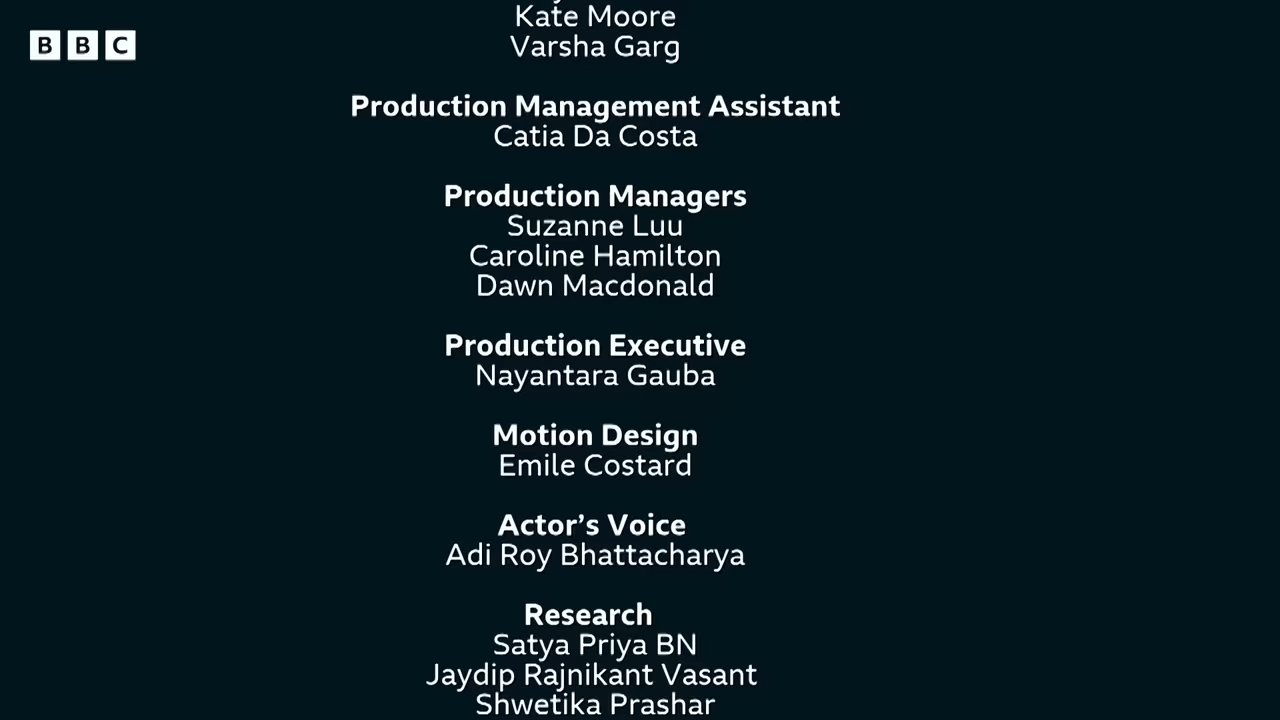 BBC
Kate Moore
Varsha Garg
Production Management Assistant
Catia Da Costa
Production Managers
Suzanne Luu
Caroline Hamilton
Dawn Macdonald
Production Executive
Nayantara Gauba
Motion Design
Emile Costard
Actor’s Voice
Adi Roy Bhattacharya
Research
Satya Priya BN
Jaydip Rajnikant Vasant
Shwetika Prashar